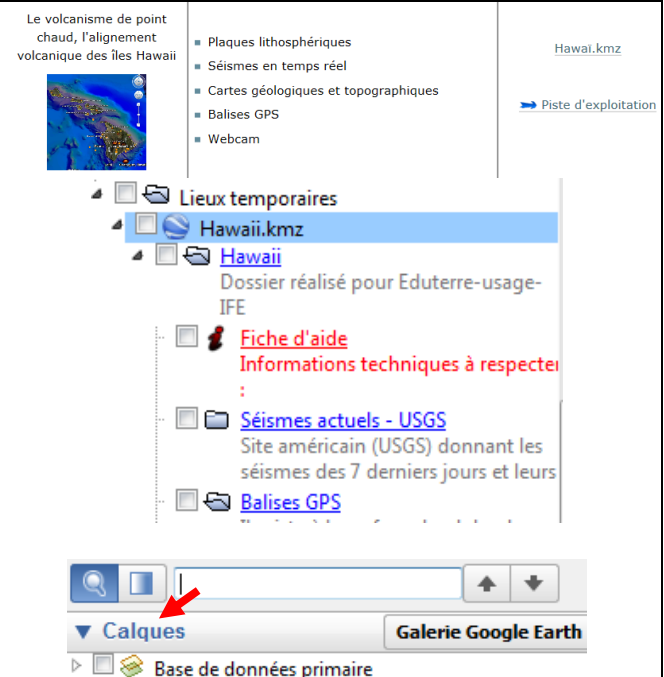 Le volcanisme de point
chaud, l'alignement
volcanique des îles Hawaii
Plaques lithosphériques
Séismes en temps réel
Cartes géologiques et topographiques
Balises GPS
Webcam
Hawaï.kmz
Piste d'exploitation
Lieux temporaires
Hawaii.kmz
Hawaii
Dossier réalisé pour Eduterre-usage-
IFE
Fiche d'aide
Informations techniques à respecter
:
Séismes actuels - USGS
Site américain (USGS) donnant les
séismes des 7 derniers jours et leurs
Balises GPS
Calques
Galerie Google Earth
Base de données primaire